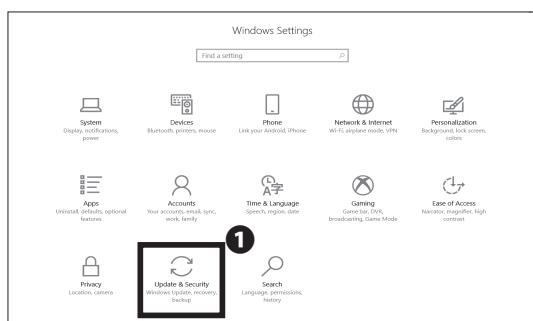 Windows Settings
Find a setting
System
Display, notifications,
power
Devices
Bluetooth, printers, mouse
Phone
Link your Android, iPhone
Network & Internet
Wi-Fi, airplane mode, VPN
Personalization
Background, lock screen,
colors
Apps
Uninstall, defaults, optional
features
Accounts
Your accounts, email, sync,
work, family
Time & Language
Speech, region, date
Gaming
Game bar, DVR,
broadcasting, Game Mode
Ease of Access
Narrator, magnifier, high
contrast
1
Privacy
Location, camera
Update & Security
Windows Update, recovery,
backup
Search
Language, permissions,
history